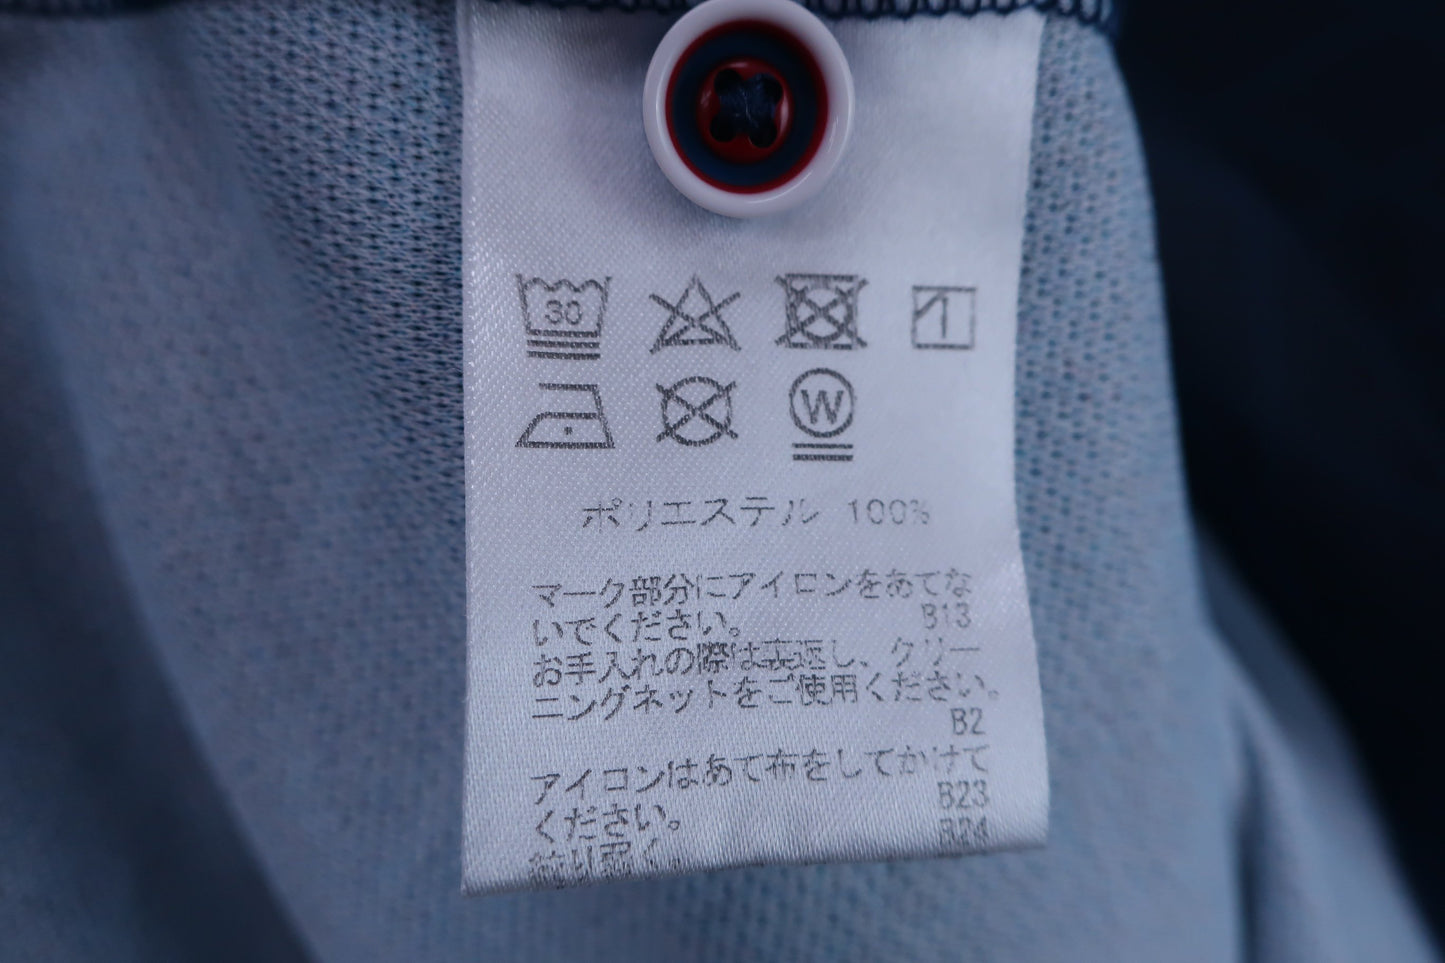 30
W
ポリエステル 100%
マーク部分にアイロンをあてな
いでください。 B13
お手入れの際は裏返し、クリー
ニングネットをご使用ください。
B2
アイロンはあて布をしてかけて
ください。 B23
絞り弱く。 B24